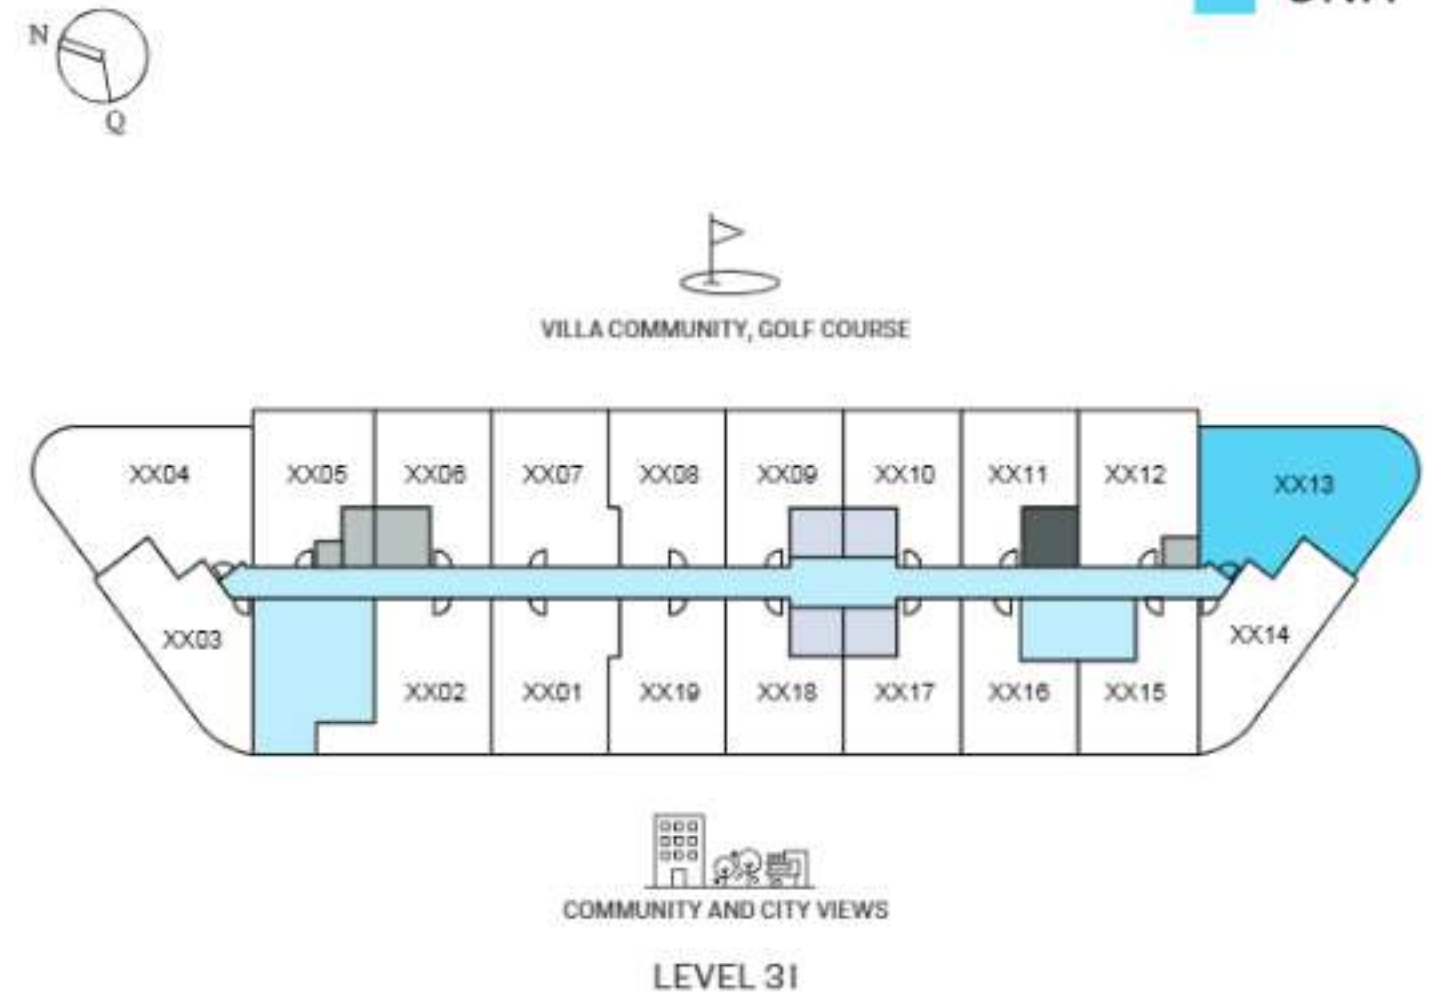 N
Q
VILLA COMMUNITY, GOLF COURSE
XX04 XX05 XX06 XX07 XX08 XX09 XX10 XX11 XX12 XX13
XX03 XX14
XX02 XX01 XX19 XX18 XX17 XX16 XX15
COMMUNITY AND CITY VIEWS
LEVEL 31